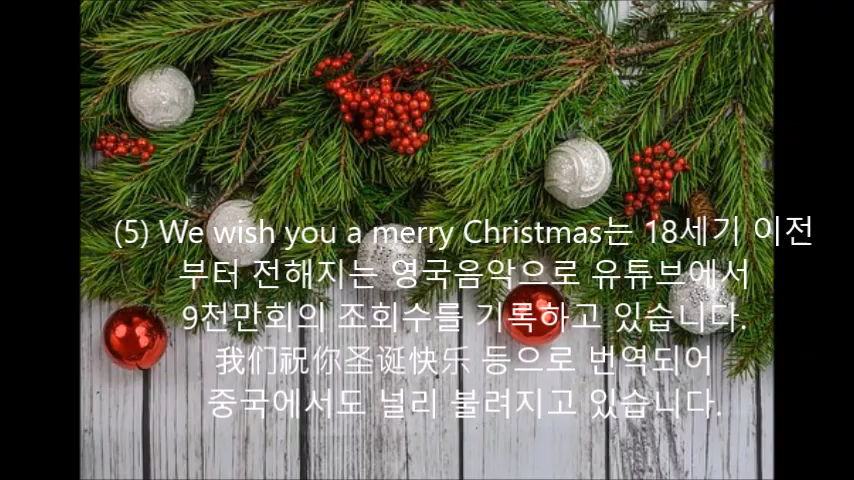 (5) We wish you a merry Christmas는 18세기 이전
부터 전해지는 영국음악으로 유튜브에서
9천만회의 조회수를 기록하고 있습니다.
我们祝你圣诞快乐 등으로 번역되어
중국에서도 널리 불려지고 있습니다.